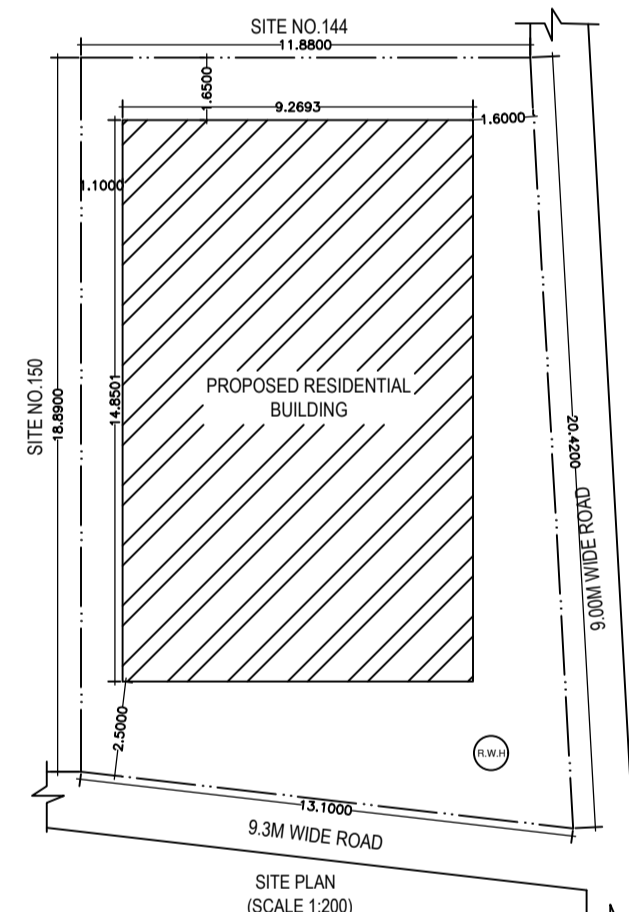 SITE NO.144
11.8800
1.6500
9.2693
1.6000
1.1000
SITE NO.150
18.8900
14.8501
PROPOSED RESIDENTIAL
BUILDING
20.4200
9.00M WIDE ROAD
2.5000
R.W.H
13.1000
9.3M WIDE ROAD
SITE PLAN
(SCALE 1:200)